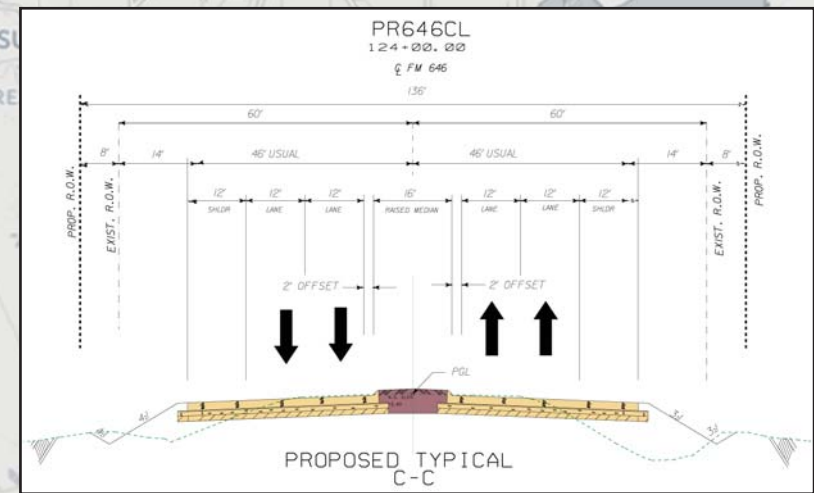 SU
RE
PR646CL
124+00.00
℄ FM 646
136'
60' 60'
8' 14' 46' USUAL 46' USUAL 14' 8'
PROP. R.O.W.
EXIST. R.O.W.
12' 12' 12' 16' 12' 12' 12'
SHLDR LANE LANE RAISED MEDIAN LANE LANE SHLDR
EXIST. R.O.W.
PROP. R.O.W.
2' OFFSET 2' OFFSET
PGL
PROPOSED TYPICAL
C-C